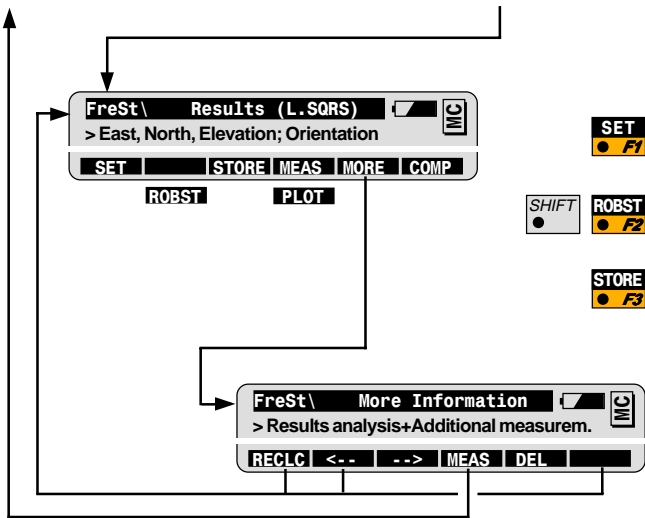 FreSt\ Results (L.SQRS) MC
> East, North, Elevation; Orientation
SET STORE MEAS MORE COMP
ROBST PLOT
SET
F1
SHIFT ROBST
F2
STORE
F3
FreSt\ More Information MC
> Results analysis+Additional measurem.
RECLC <-- --> MEAS DEL